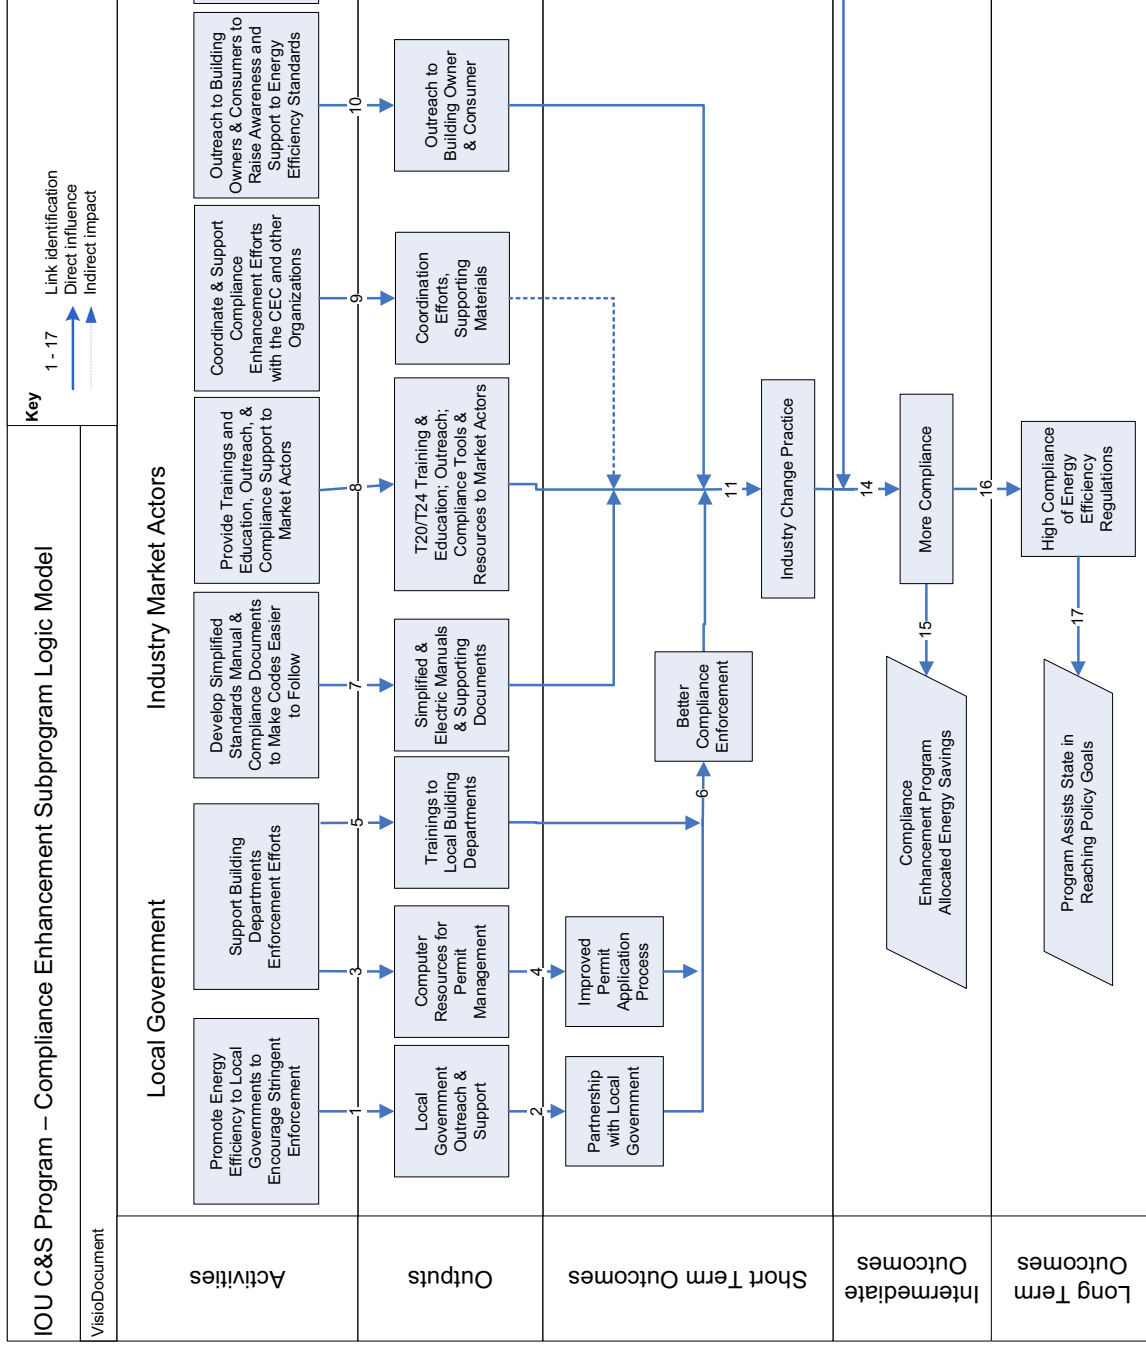 IOU C&S Program – Compliance Enhancement Subprogram Logic Model
VisioDocument
Key
1 - 17
Link identification
Direct influence
Indirect impact
Local Government
Industry Market Actors
Activities
Promote Energy
Efficiency to Local
Governments to
Encourage Stringent
Enforcement
Support Building
Departments
Enforcement Efforts
Develop Simplified
Standards Manual &
Compliance Documents
to Make Codes Easier
to Follow
Provide Trainings and
Education, Outreach, &
Compliance Support to
Market Actors
Coordinate & Support
Compliance
Enhancement Efforts
with the CEC and other
Organizations
Outreach to Building
Owners & Consumers to
Raise Awareness and
Support to Energy
Efficiency Standards
1
3
5
7
8
9
10
Outputs
Local
Government
Outreach &
Support
Computer
Resources for
Permit
Management
Trainings to
Local Building
Departments
Simplified &
Electric Manuals
& Supporting
Documents
T20/T24 Training &
Education; Outreach;
Compliance Tools &
Resources to Market Actors
Coordination
Efforts,
Supporting
Materials
Outreach to
Building Owner
& Consumer
2
4
Short Term Outcomes
Partnership
with Local
Government
Improved
Permit
Application
Process
6
Better
Compliance
Enforcement
11
Industry Change Practice
Intermediate
Outcomes
14
More Compliance
15
Compliance
Enhancement Program
Allocated Energy Savings
16
Long Term
Outcomes
High Compliance
of Energy
Efficiency
Regulations
17
Program Assists State in
Reaching Policy Goals